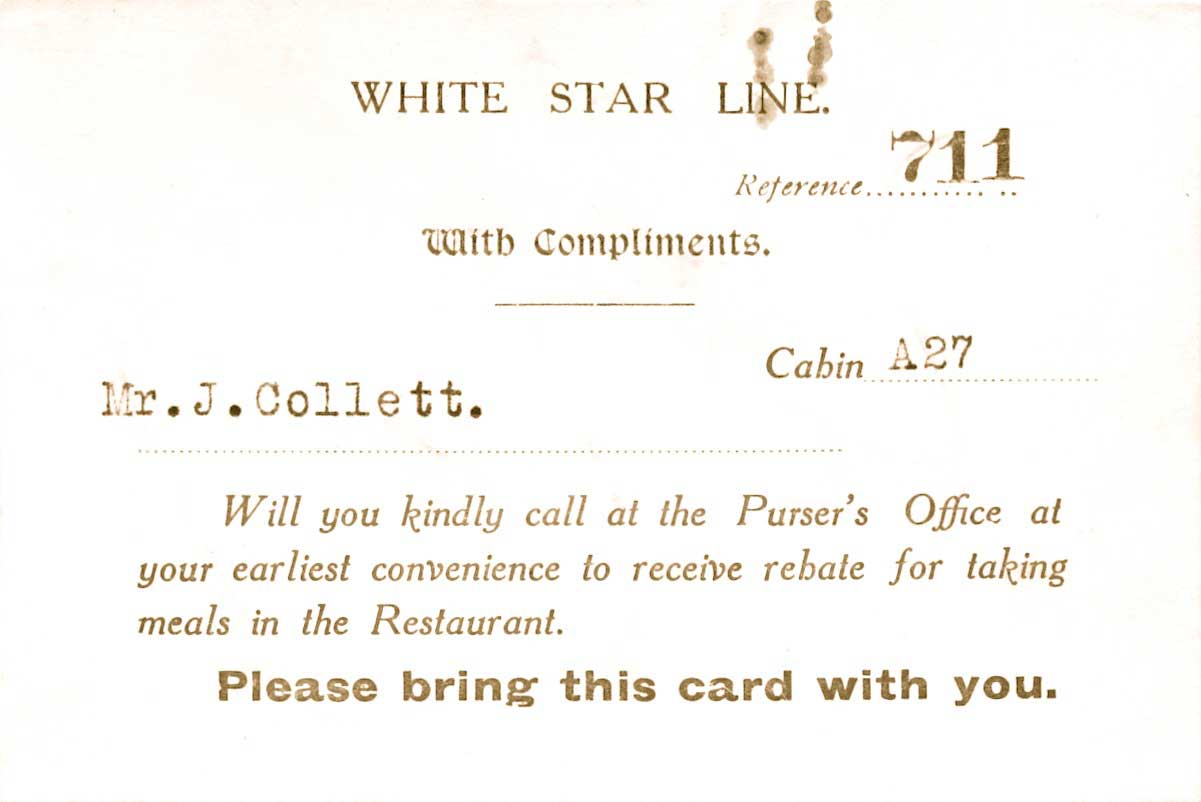 WHITE STAR LINE.
Reference............ .. 711
With Compliments.
Cabin A27
Mr.J.Collett.
Will you kindly call at the Purser's Office at
your earliest convenience to receive rebate for taking
meals in the Restaurant.
Please bring this card with you.